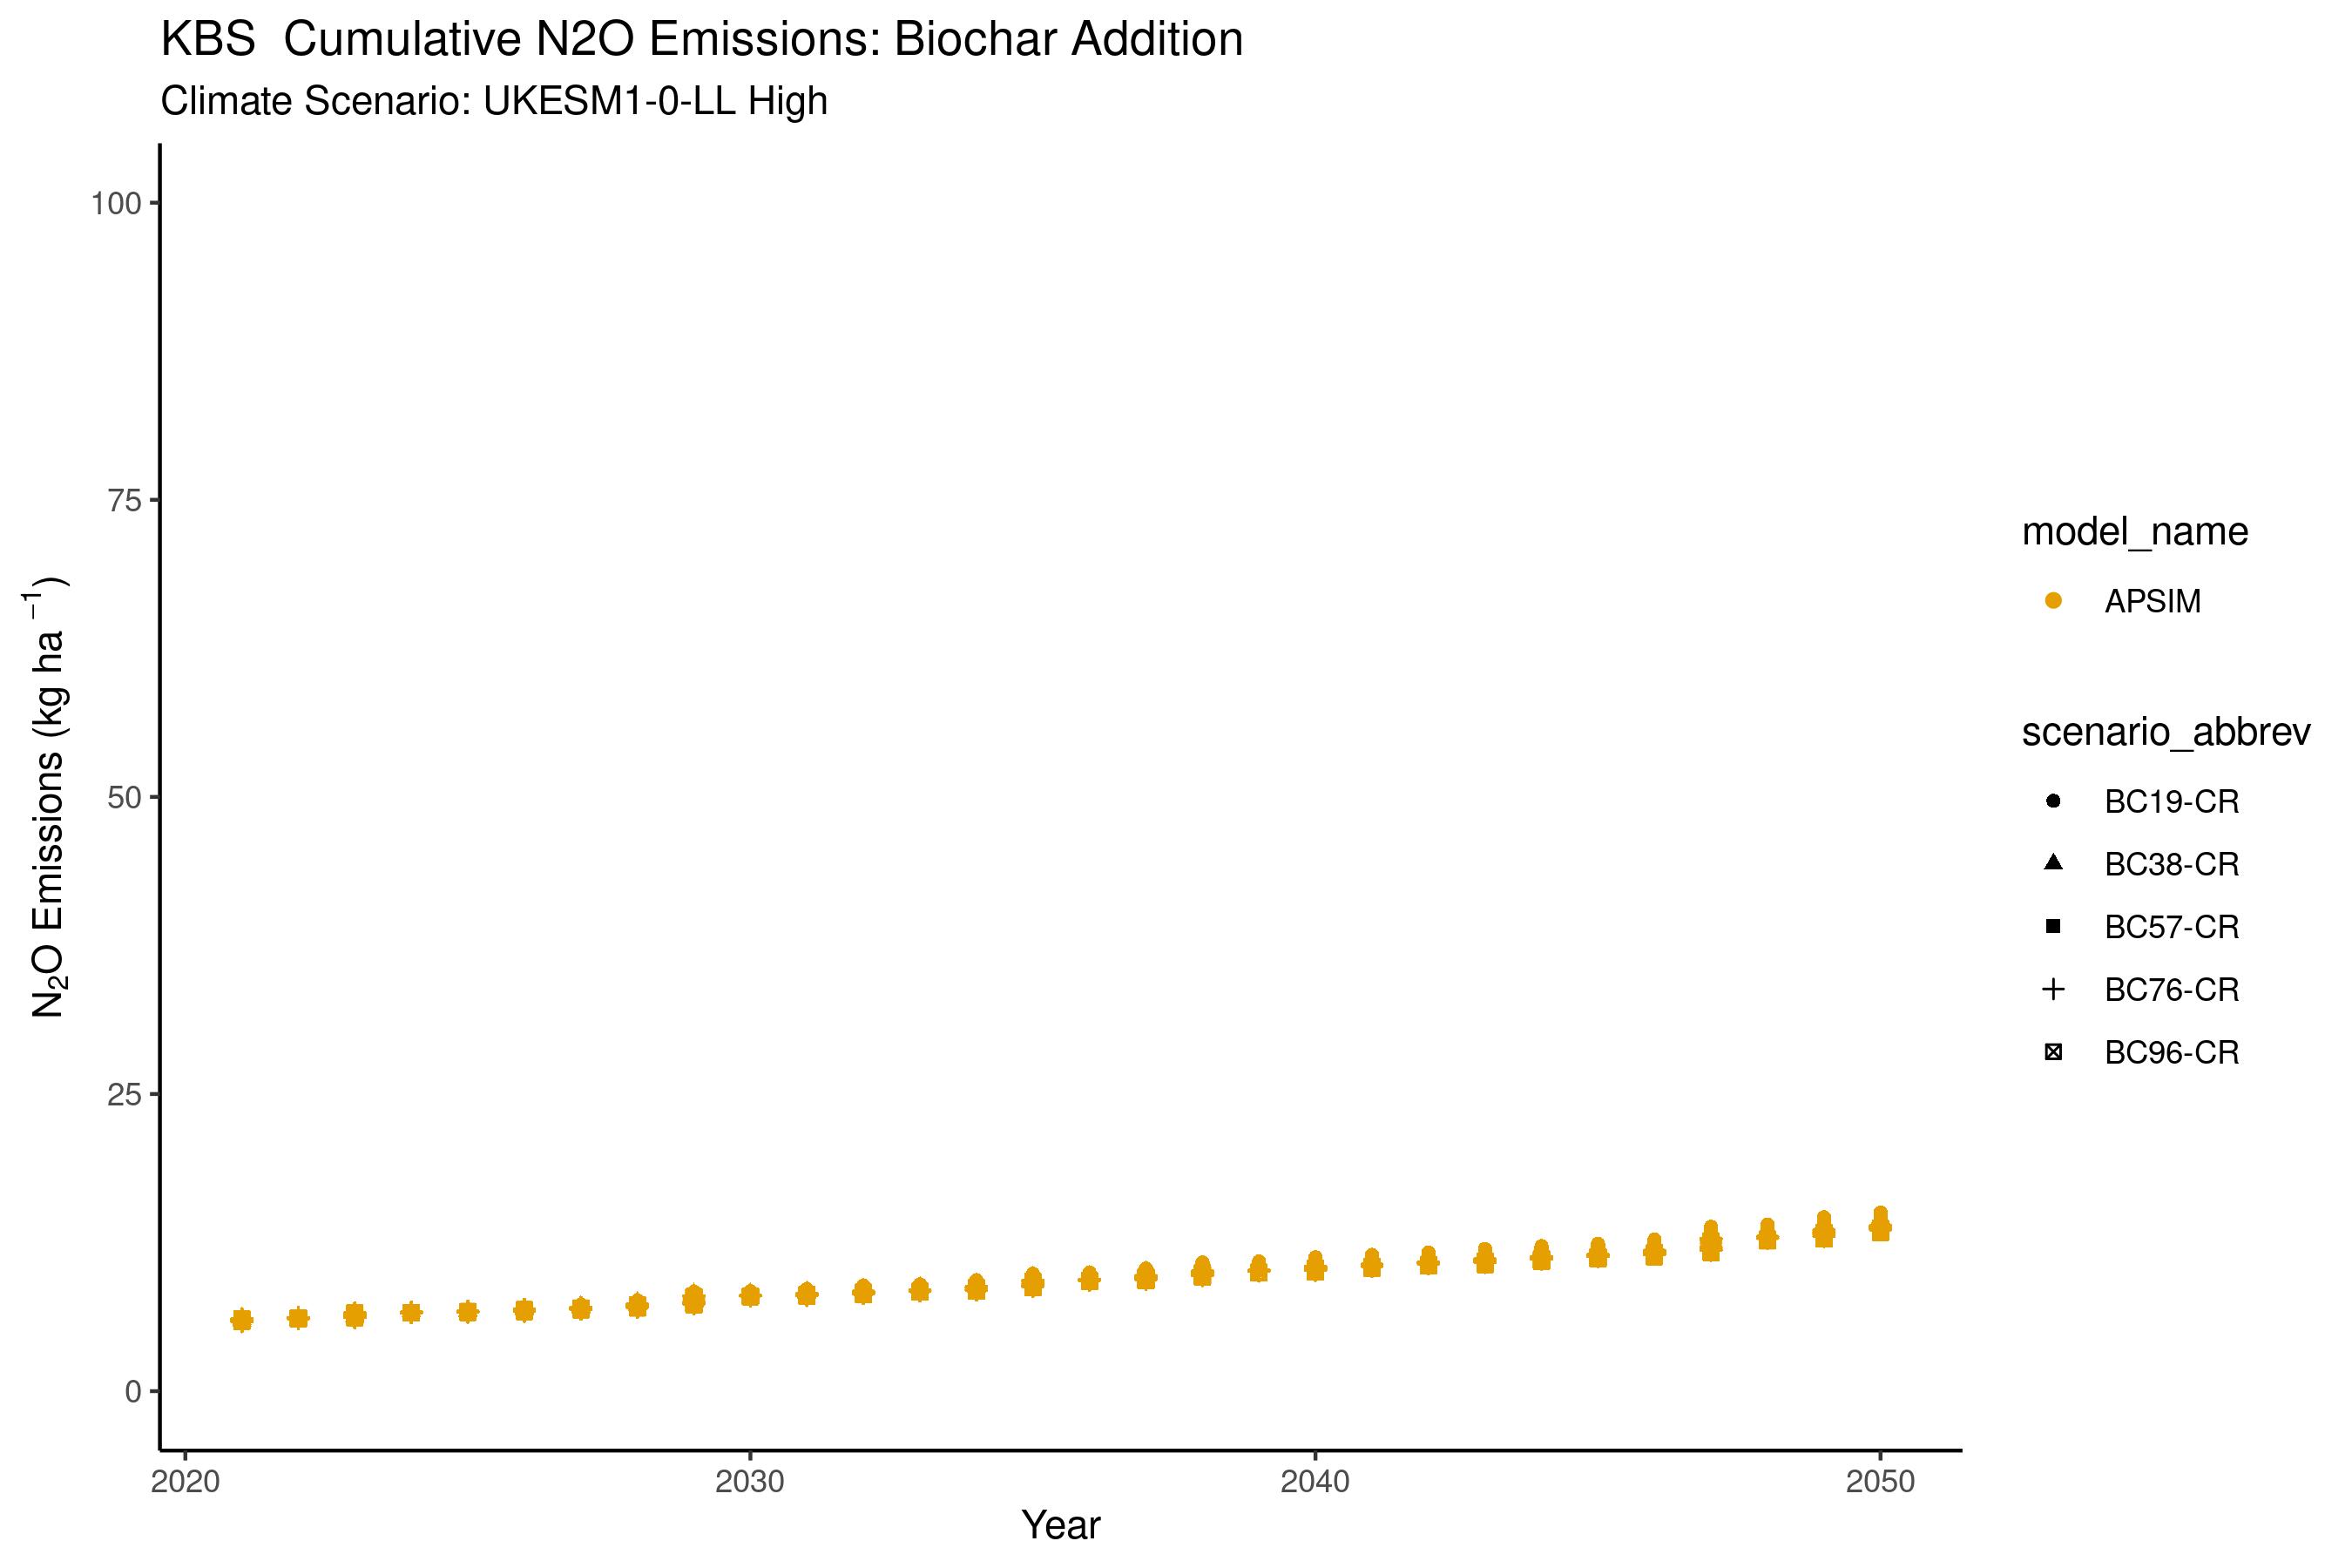 KBS  Cumulative N2O Emissions: Biochar Addition
Climate Scenario: UKESM1-0-LL High
100
75
50
25
0
N₂O Emissions (kg ha⁻¹)
2020 2030 2040 2050
Year
model_name
APSIM
scenario_abbrev
BC19-CR
BC38-CR
BC57-CR
BC76-CR
BC96-CR